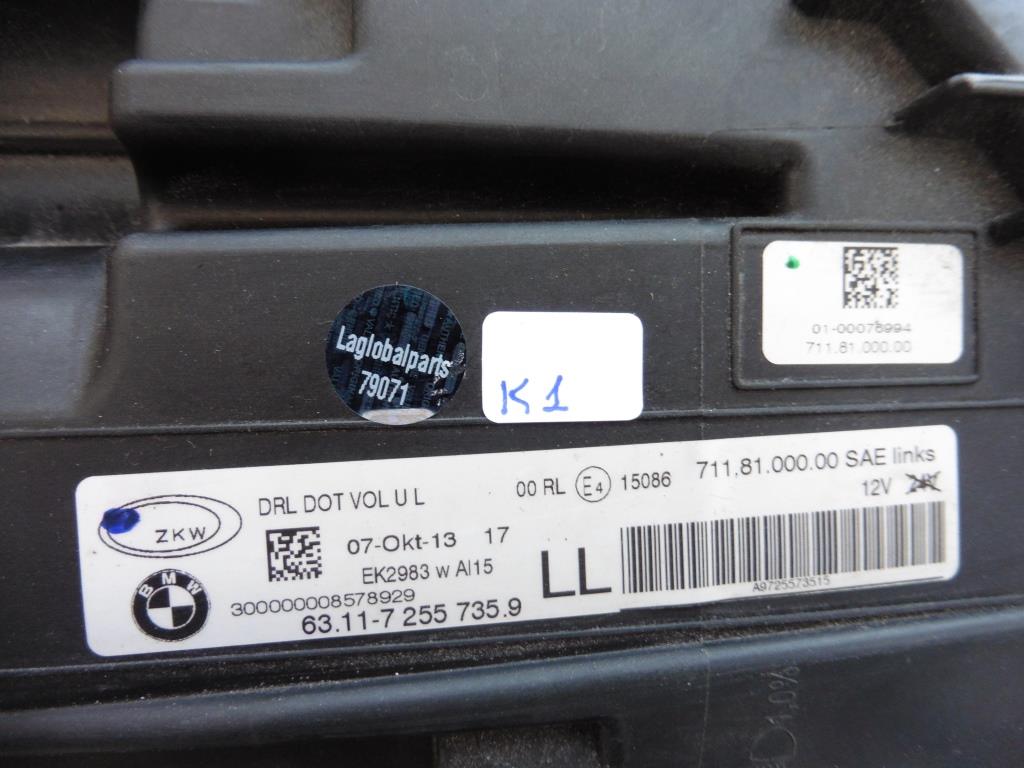 01-00078994
711.81.000.00
Laglobalparts
79071
K1
ZKW
DRL DOT VOL U L
00 RL E4 15086
711.81.000.00 SAE links
12V 24V
07-Okt-13 17
EK2983 w AI15
LL
A9725573515
BMW
300000008578929
63.11-7 255 735.9